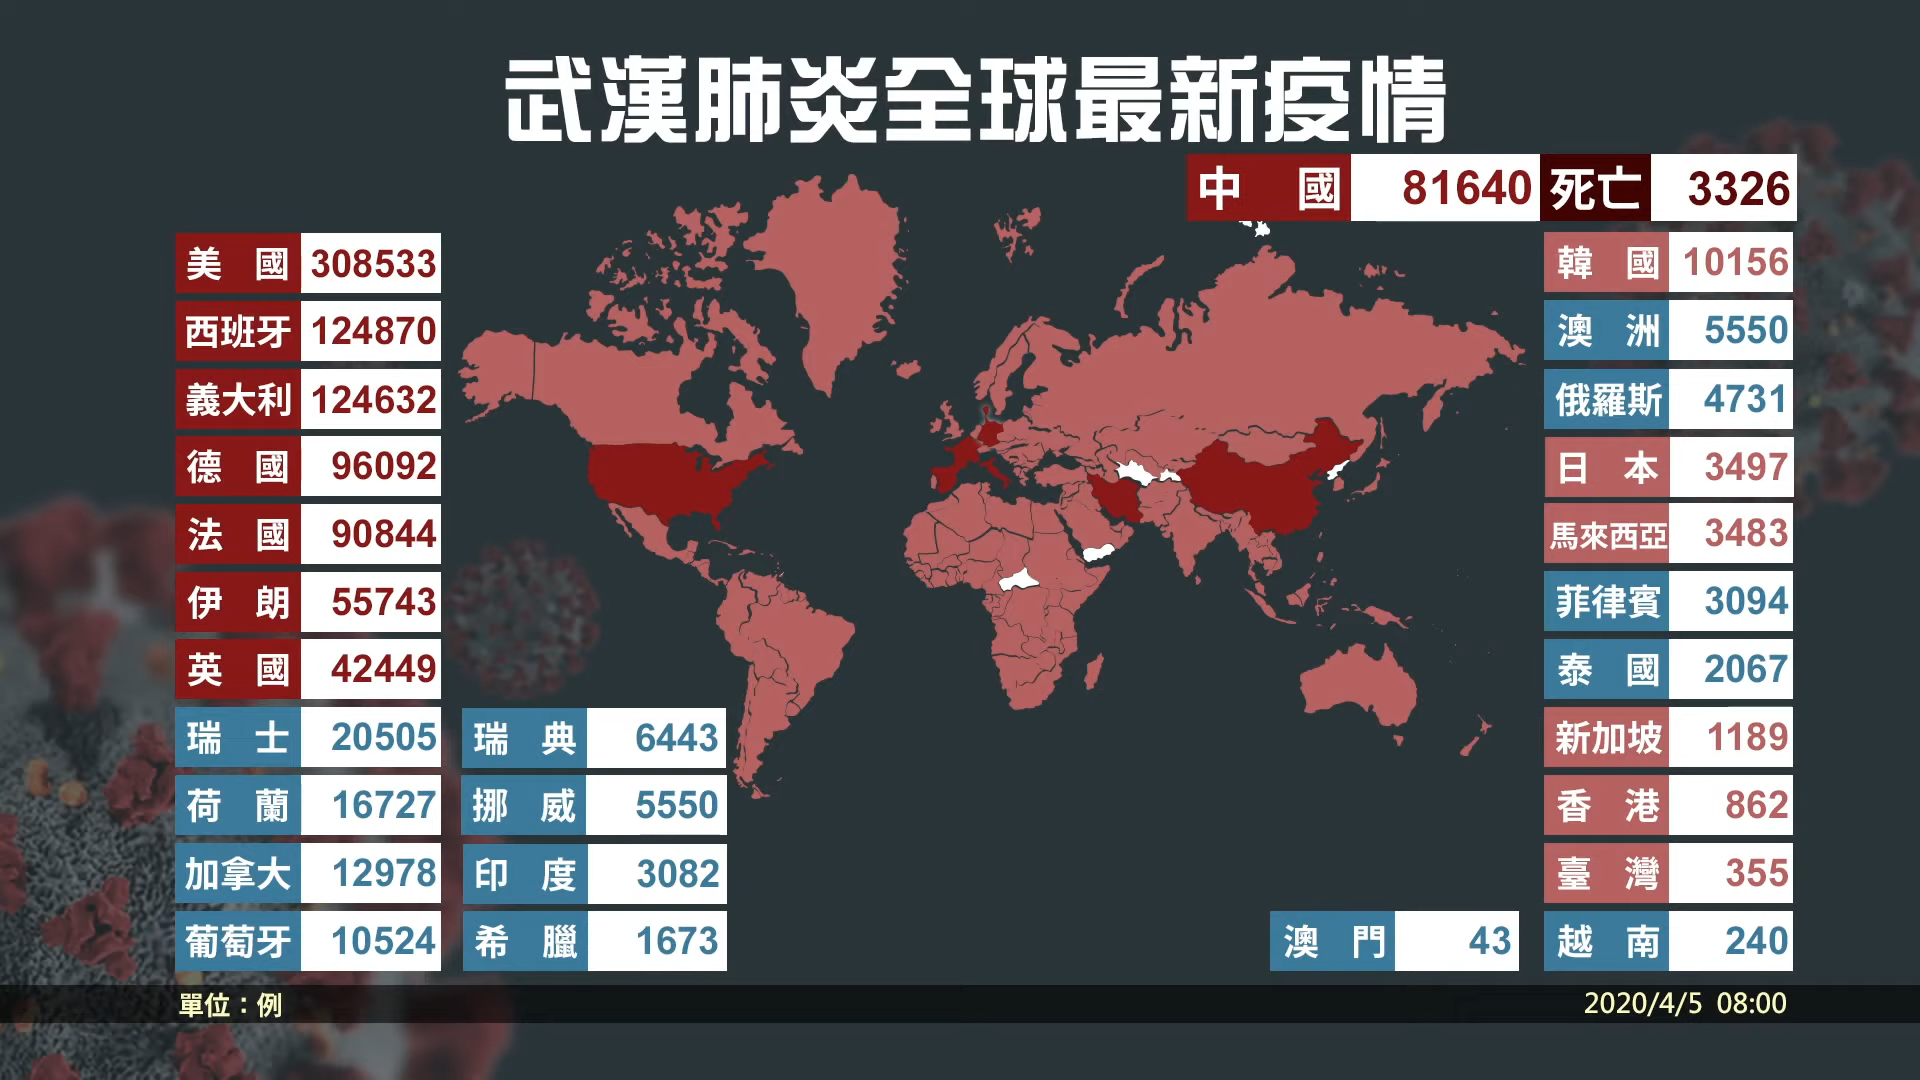 武漢肺炎全球最新疫情
中國 81640 死亡 3326
美國 308533
西班牙 124870
義大利 124632
德國 96092
法國 90844
伊朗 55743
英國 42449
瑞士 20505
荷蘭 16727
加拿大 12978
葡萄牙 10524
瑞典 6443
挪威 5550
印度 3082
希臘 1673
韓國 10156
澳洲 5550
俄羅斯 4731
日本 3497
馬來西亞 3483
菲律賓 3094
泰國 2067
新加坡 1189
香港 862
臺灣 355
越南 240
澳門 43
單位：例
2020/4/5 08:00